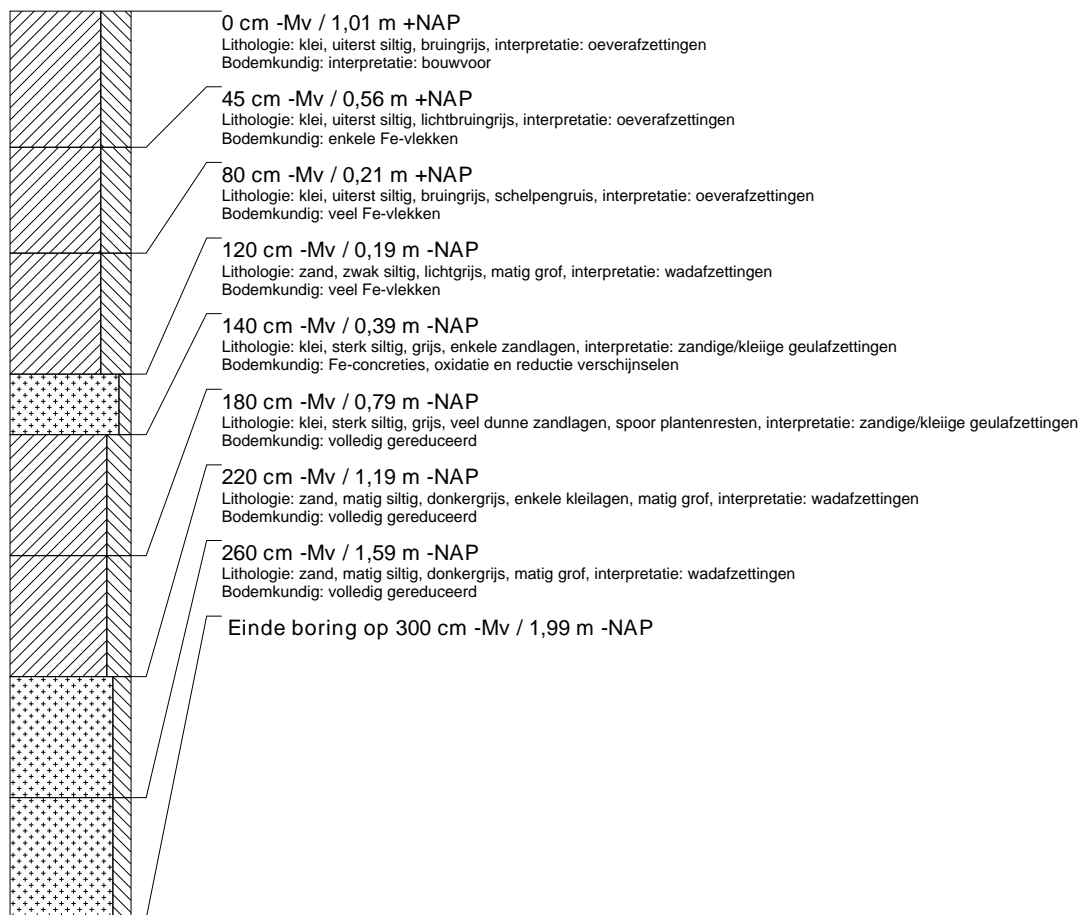 0 cm -Mv / 1,01 m +NAP
Lithologie: klei, uiterst siltig, bruingrijs, interpretatie: oeverafzettingen
Bodemkundig: interpretatie: bouwvoor
45 cm -Mv / 0,56 m +NAP
Lithologie: klei, uiterst siltig, lichtbruingrijs, interpretatie: oeverafzettingen
Bodemkundig: enkele Fe-vlekken
80 cm -Mv / 0,21 m +NAP
Lithologie: klei, uiterst siltig, bruingrijs, schelpengruis, interpretatie: oeverafzettingen
Bodemkundig: veel Fe-vlekken
120 cm -Mv / 0,19 m -NAP
Lithologie: zand, zwak siltig, lichtgrijs, matig grof, interpretatie: wadafzettingen
Bodemkundig: veel Fe-vlekken
140 cm -Mv / 0,39 m -NAP
Lithologie: klei, sterk siltig, grijs, enkele zandlagen, interpretatie: zandige/kleiige geulafzettingen
Bodemkundig: Fe-concreties, oxidatie en reductie verschijnselen
180 cm -Mv / 0,79 m -NAP
Lithologie: klei, sterk siltig, grijs, veel dunne zandlagen, spoor plantenresten, interpretatie: zandige/kleiige geulafzettingen
Bodemkundig: volledig gereduceerd
220 cm -Mv / 1,19 m -NAP
Lithologie: zand, matig siltig, donkergrijs, enkele kleilagen, matig grof, interpretatie: wadafzettingen
Bodemkundig: volledig gereduceerd
260 cm -Mv / 1,59 m -NAP
Lithologie: zand, matig siltig, donkergrijs, matig grof, interpretatie: wadafzettingen
Bodemkundig: volledig gereduceerd
Einde boring op 300 cm -Mv / 1,99 m -NAP